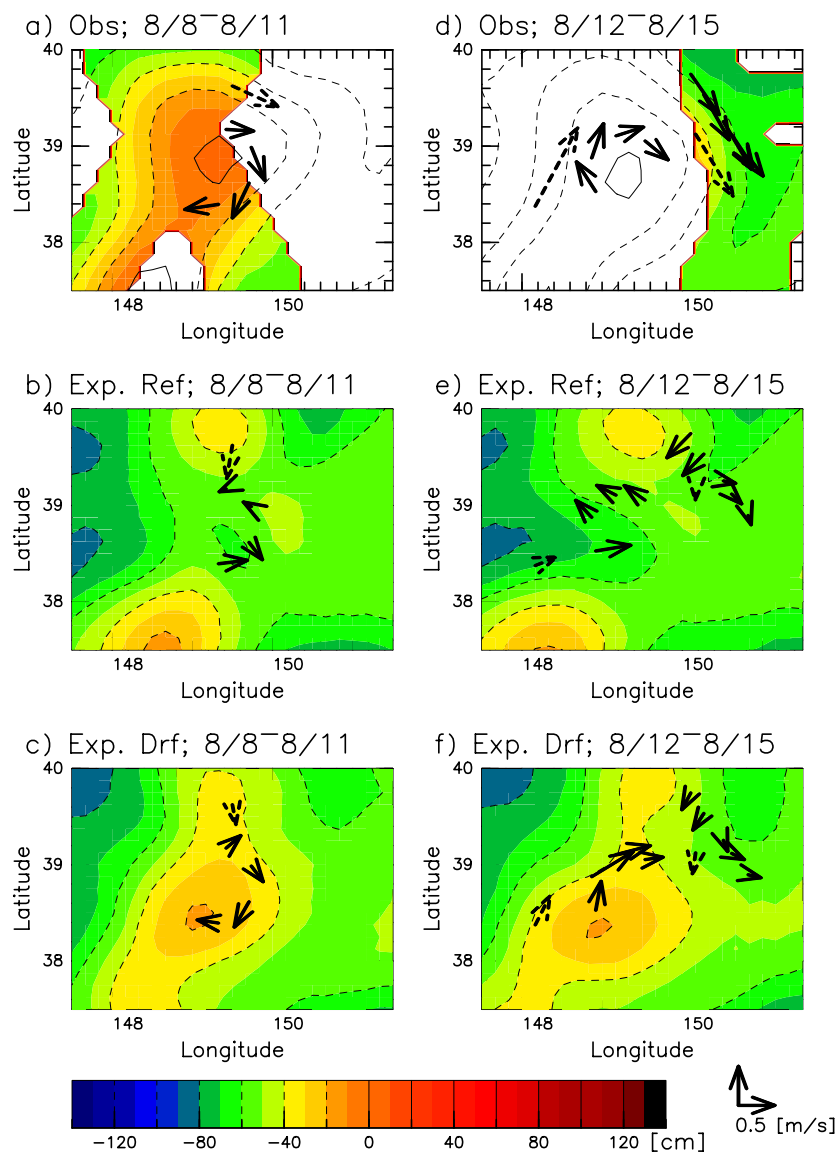 a) Obs; 8/8‾8/11
d) Obs; 8/12‾8/15
40
39
38
Latitude
148
150
Longitude
40
39
38
Latitude
148
150
Longitude
b) Exp. Ref; 8/8‾8/11
e) Exp. Ref; 8/12‾8/15
40
39
38
Latitude
148
150
Longitude
40
39
38
Latitude
148
150
Longitude
c) Exp. Drf; 8/8‾8/11
f) Exp. Drf; 8/12‾8/15
40
39
38
Latitude
148
150
Longitude
40
39
38
Latitude
148
150
Longitude
−120
−80
−40
0
40
80
120
[cm]
0.5 [m/s]